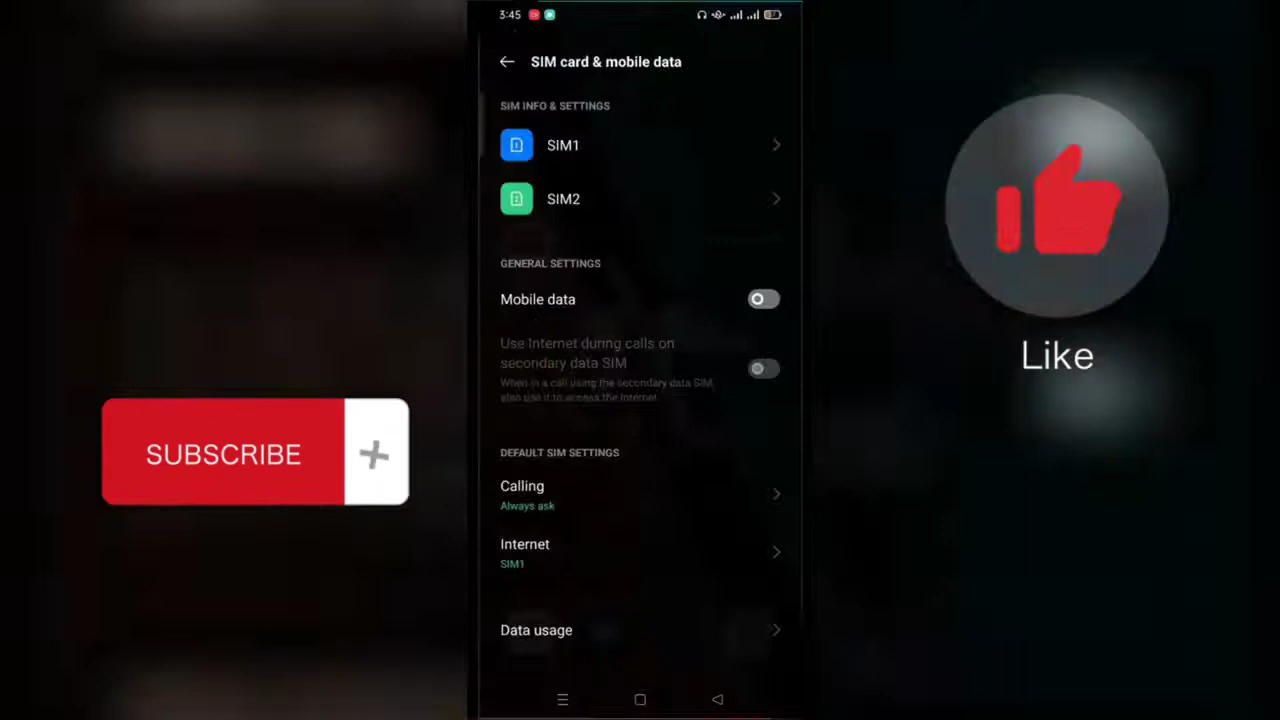 3:45
SIM card & mobile data
SIM INFO & SETTINGS
SIM1
SIM2
GENERAL SETTINGS
Mobile data
Use Internet during calls on
secondary data SIM
When in a call using the secondary data SIM,
also use it to access the Internet.
DEFAULT SIM SETTINGS
Calling
Always ask
Internet
SIM1
Data usage
SUBSCRIBE
Like